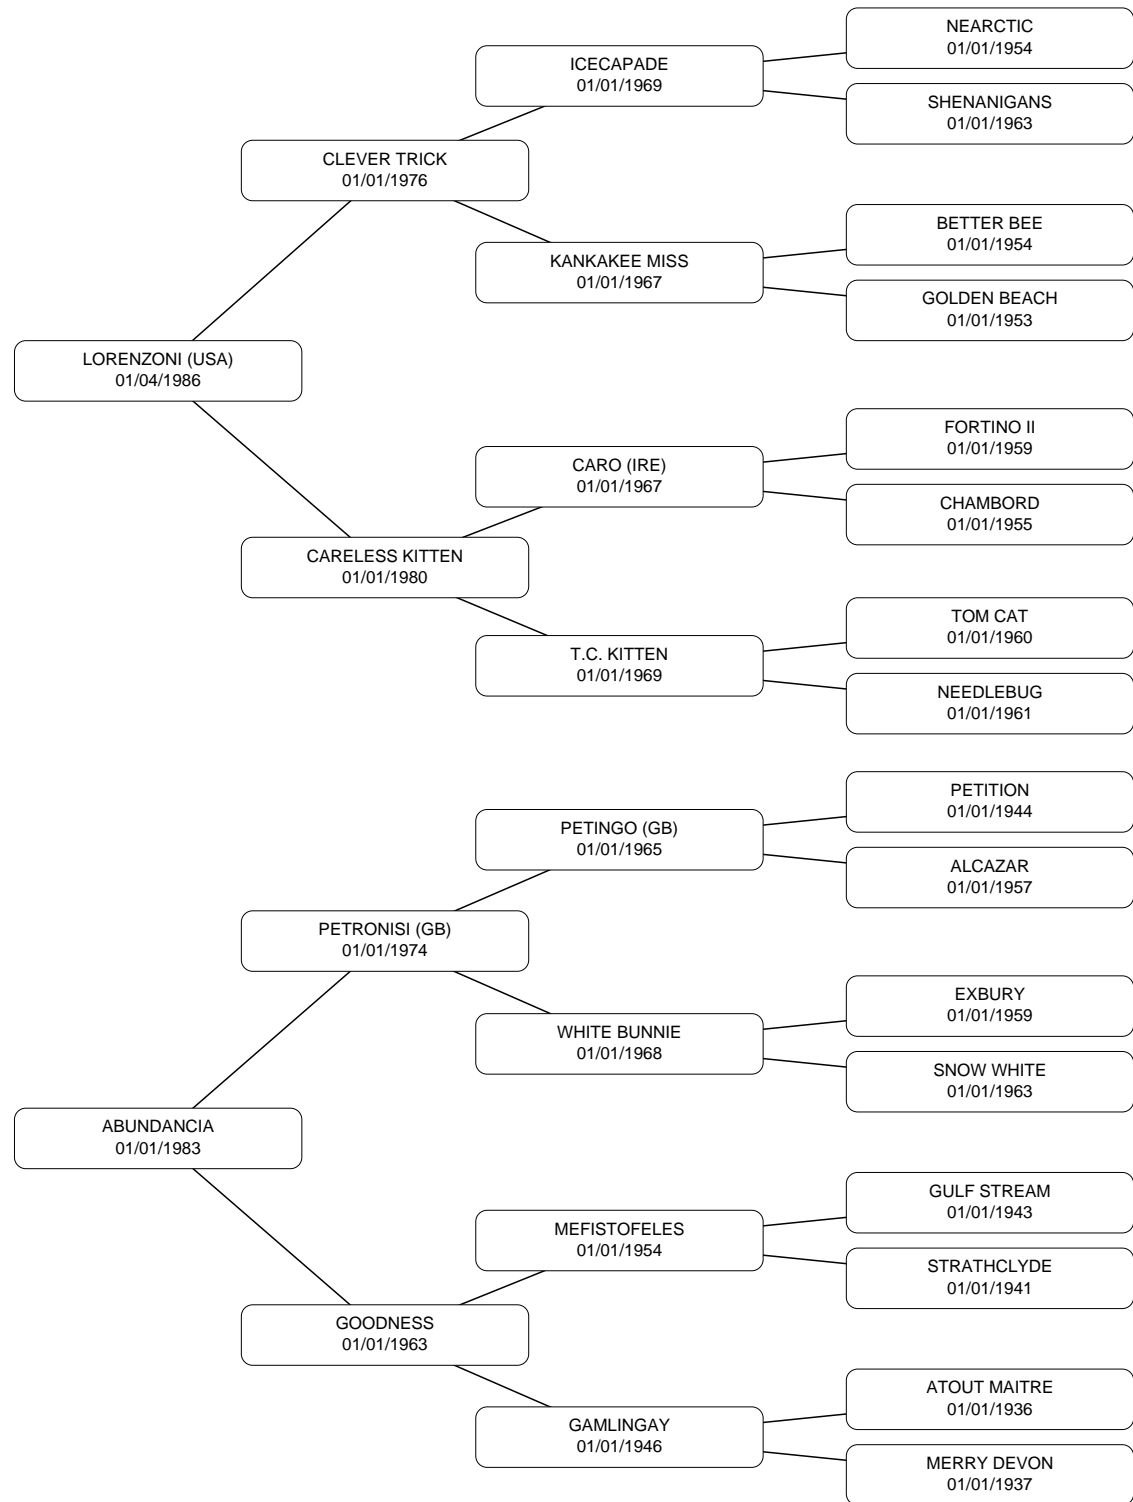 NEARCTIC
01/01/1954
ICECAPADE
01/01/1969
SHENANIGANS
01/01/1963
CLEVER TRICK
01/01/1976
BETTER BEE
01/01/1954
KANKAKEE MISS
01/01/1967
GOLDEN BEACH
01/01/1953
LORENZONI (USA)
01/04/1986
FORTINO II
01/01/1959
CARO (IRE)
01/01/1967
CHAMBORD
01/01/1955
CARELESS KITTEN
01/01/1980
TOM CAT
01/01/1960
T.C. KITTEN
01/01/1969
NEEDLEBUG
01/01/1961
PETITION
01/01/1944
PETINGO (GB)
01/01/1965
ALCAZAR
01/01/1957
PETRONISI (GB)
01/01/1974
EXBURY
01/01/1959
WHITE BUNNIE
01/01/1968
SNOW WHITE
01/01/1963
ABUNDANCIA
01/01/1983
GULF STREAM
01/01/1943
MEFISTOFELES
01/01/1954
STRATHCLYDE
01/01/1941
GOODNESS
01/01/1963
ATOUT MAITRE
01/01/1936
GAMLINGAY
01/01/1946
MERRY DEVON
01/01/1937